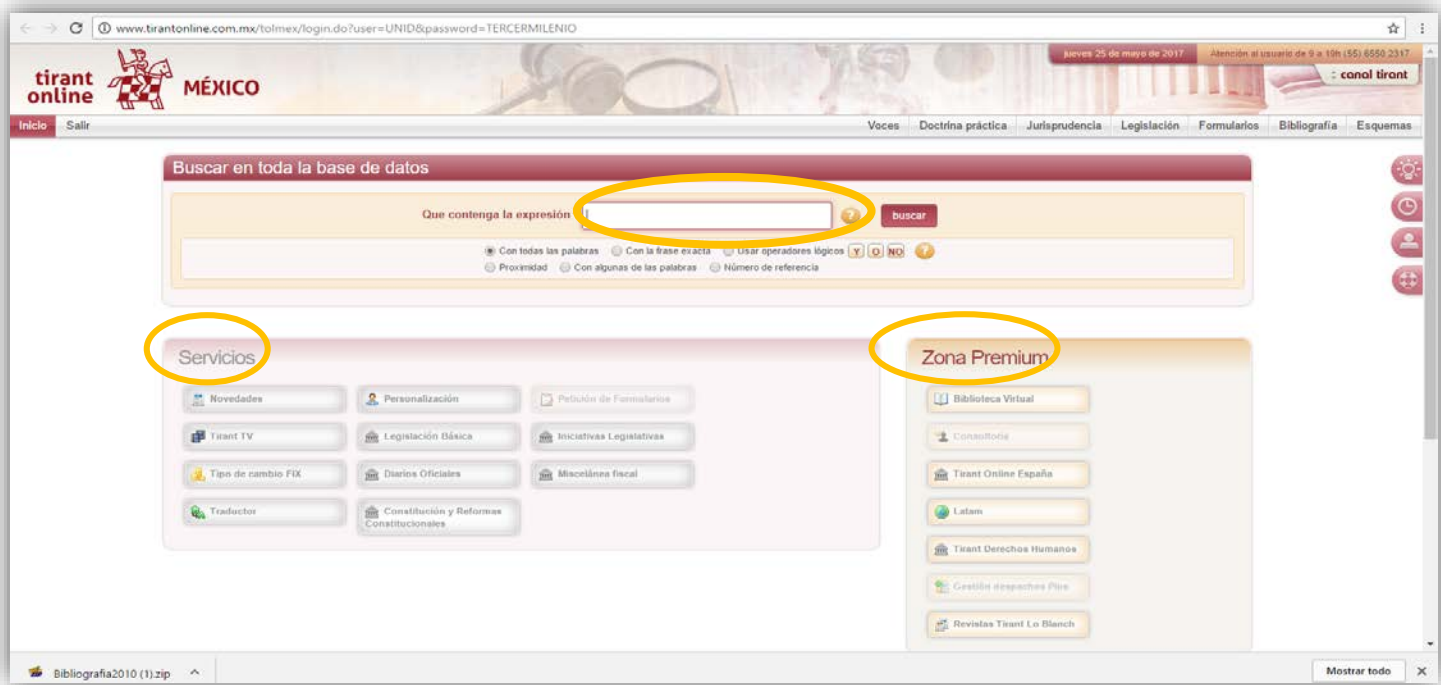 www.tirantonline.com.mx/tolmex/login.do?user=UNID&password=TERCERMILENIO
jueves 25 de mayo de 2017 Atención al usuario de 9 a 19h (55) 6550 2317
tirant online MÉXICO
: canal tirant
Inicio Salir Voces Doctrina práctica Jurisprudencia Legislación Formularios Bibliografía Esquemas
Buscar en toda la base de datos
Que contenga la expresión ? buscar
Con todas las palabras Con la frase exacta Usar operadores lógicos Y O NO ?
Proximidad Con algunas de las palabras Número de referencia
Servicios
Novedades Personalización Petición de Formularios
Tirant TV Legislación Básica Iniciativas Legislativas
Tipo de cambio FIX Diarios Oficiales Miscelánea fiscal
Traductor Constitución y Reformas
Constitucionales
Zona Premium
Biblioteca Virtual
Consultoría
Tirant Online España
Latam
Tirant Derechos Humanos
Gestión despachos Plus
Revistas Tirant Lo Blanch
Bibliografia2010 (1).zip Mostrar todo